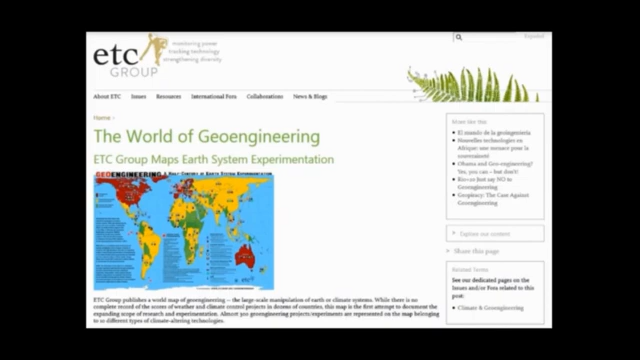 Español
etc
GROUP
monitoring power
tracking technology
strengthening diversity
About ETC Issues Resources International Fora Collaborations News & Blogs
Home ›
The World of Geoengineering
ETC Group Maps Earth System Experimentation
GEOENGINEERING
ETC Group publishes a world map of geoengineering -- the large-scale manipulation of earth or climate systems. While there is no
complete record of the scores of weather and climate control projects in dozens of countries, this map is the first attempt to document the
expanding scope of research and experimentation. Almost 300 geoengineering projects/experiments are represented on the map belonging
to different types of climate-altering technologies.
More like this
El mundo de la geoingeniería
Nouvelles technologies en
Afrique: une menace pour la
Obama and Geo-engineering?
Yes, you can - but don't!
Just Say NO to
Geoengineering
Geopiracy: The Case Against
Geoengineering
Explore our content
Share this page
Related Terms
See our dedicated pages on the
Issues and/or Fora related to this
post:
Climate & Geoengineering